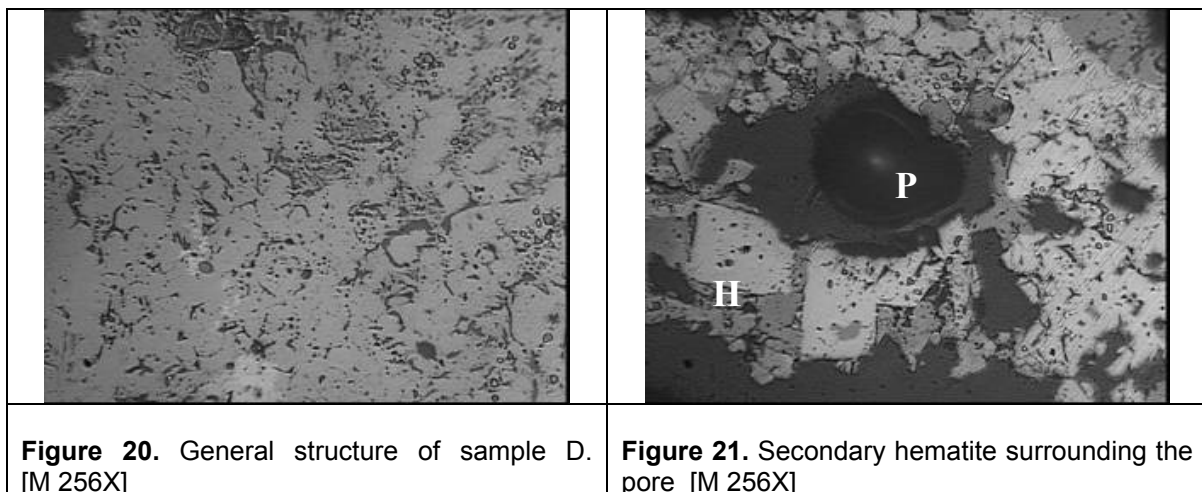 P
H
Figure 20. General structure of sample D.
[M 256X]
Figure 21. Secondary hematite surrounding the
pore [M 256X]